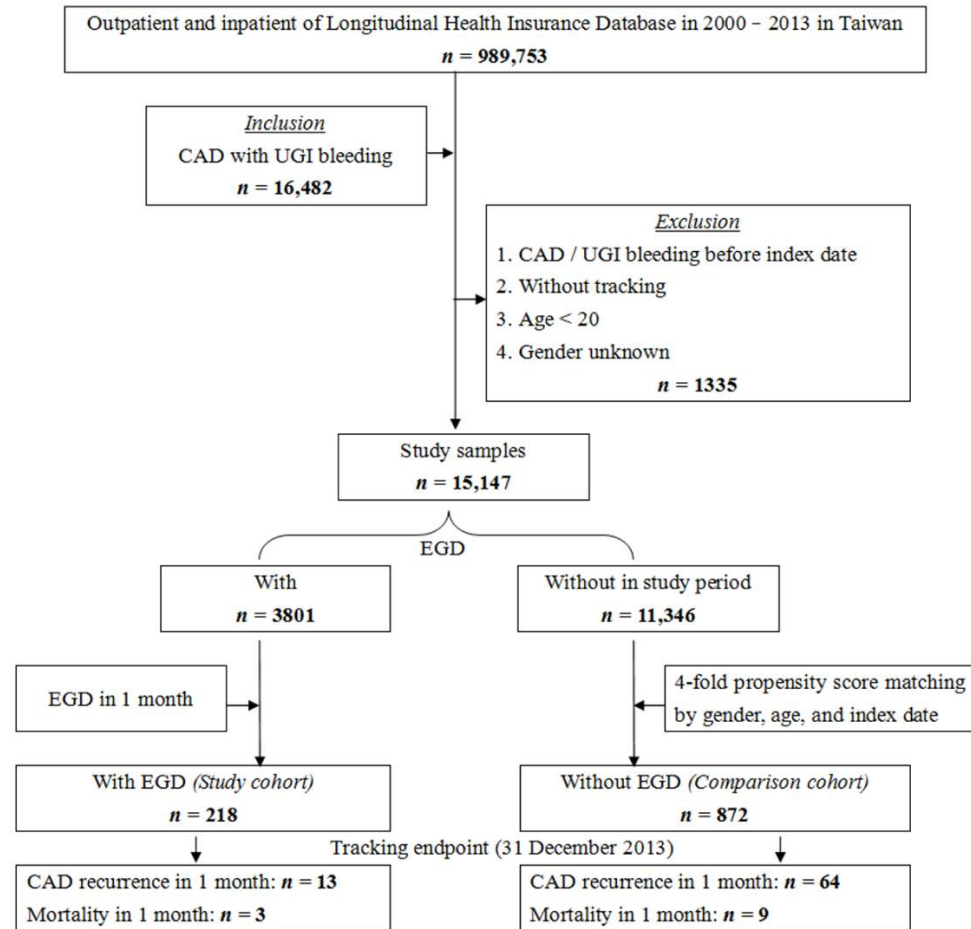 Outpatient and inpatient of Longitudinal Health Insurance Database in 2000 – 2013 in Taiwan
n = 989,753
Inclusion
CAD with UGI bleeding
n = 16,482
Exclusion
1. CAD / UGI bleeding before index date
2. Without tracking
3. Age < 20
4. Gender unknown
n = 1335
Study samples
n = 15,147
EGD
With
n = 3801
Without in study period
n = 11,346
EGD in 1 month
4-fold propensity score matching
by gender, age, and index date
With EGD (Study cohort)
n = 218
Without EGD (Comparison cohort)
n = 872
Tracking endpoint (31 December 2013)
CAD recurrence in 1 month: n = 13
Mortality in 1 month: n = 3
CAD recurrence in 1 month: n = 64
Mortality in 1 month: n = 9